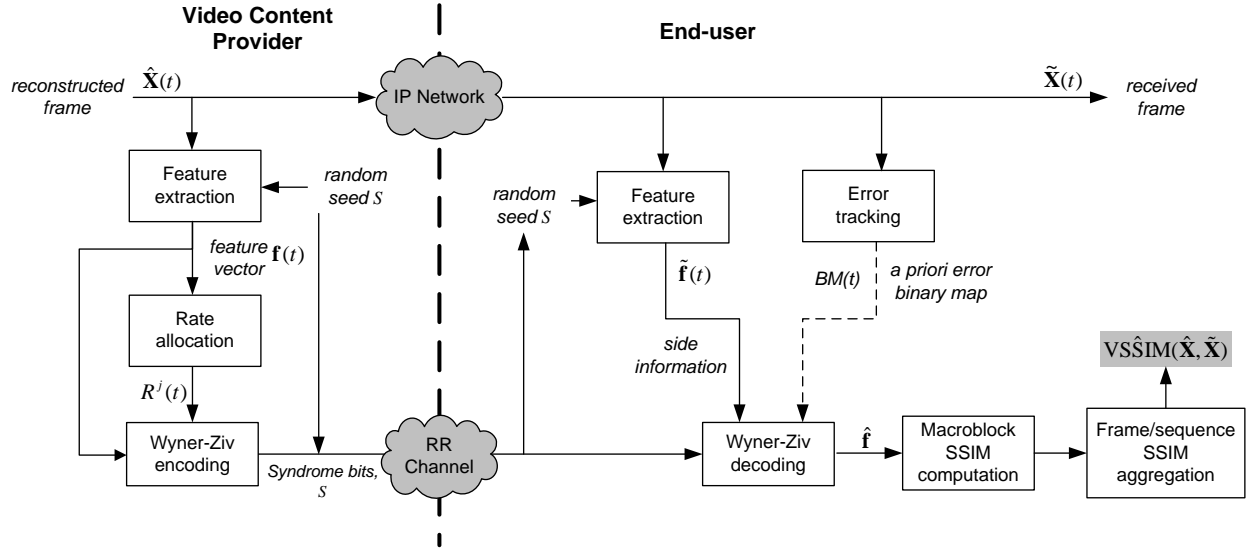 Video Content
Provider
End-user
reconstructed
frame
X̂(t)
IP Network
X̃(t)
received
frame
Feature
extraction
random
seed S
random
seed S
Feature
extraction
Error
tracking
feature
vector
f(t)
f̃(t)
BM(t)
a priori error
binary map
Rate
allocation
side
information
VSŜIM(X̂, X̃)
R^j(t)
Wyner-Ziv
encoding
Syndrome bits,
S
RR
Channel
Wyner-Ziv
decoding
f̂
Macroblock
SSIM
computation
Frame/sequence
SSIM
aggregation